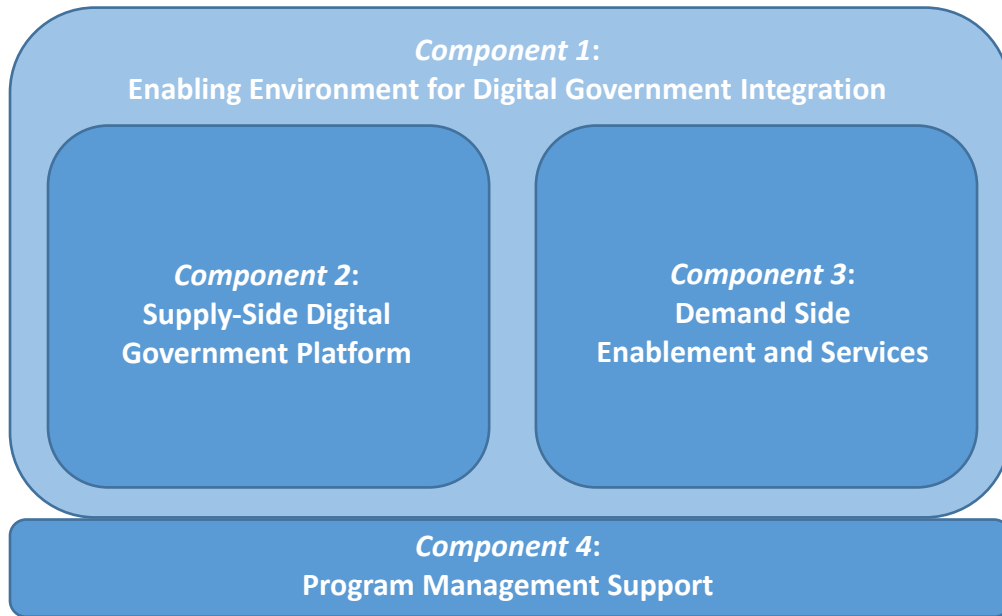 Component 1:
Enabling Environment for Digital Government Integration
Component 2:
Supply-Side Digital
Government Platform
Component 3:
Demand Side
Enablement and Services
Component 4:
Program Management Support